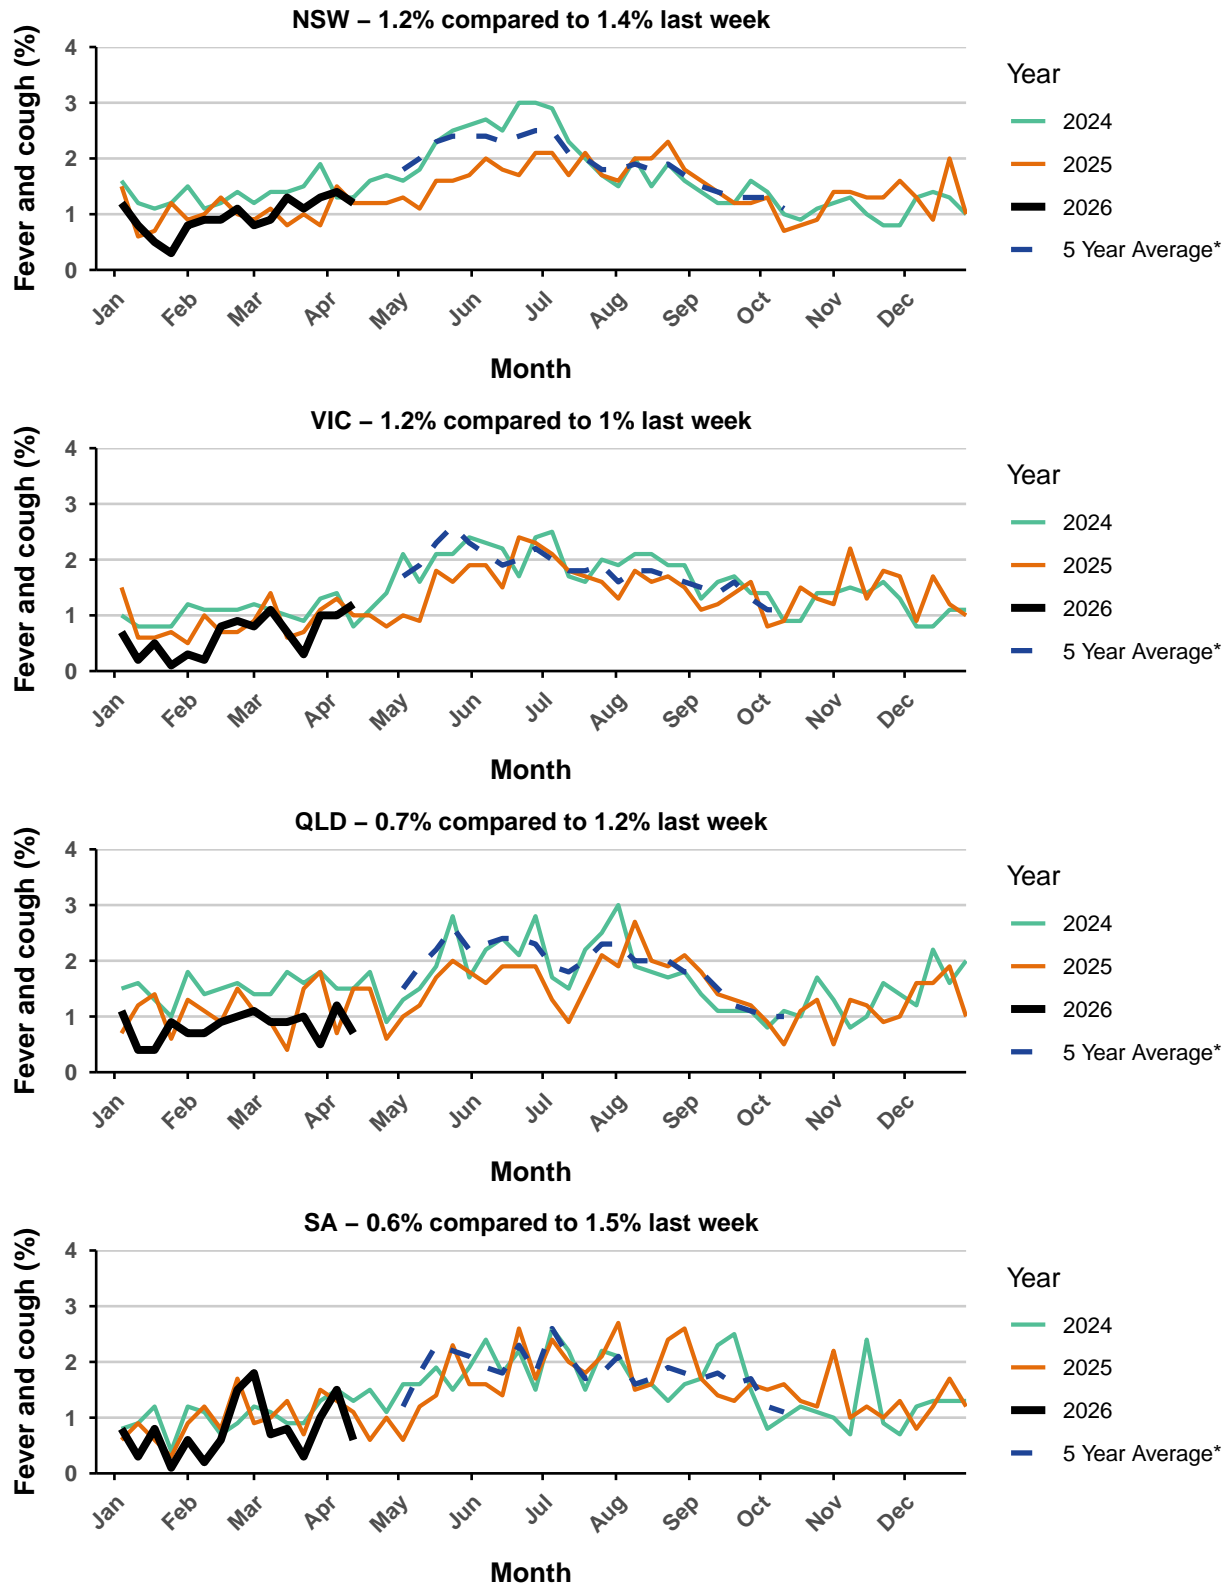 NSW – 1.2% compared to 1.4% last week
Fever and cough (%)
4
3
2
1
0
Jan Feb Mar Apr May Jun Jul Aug Sep Oct Nov Dec
Month
Year
2024
2025
2026
5 Year Average*
VIC – 1.2% compared to 1% last week
Fever and cough (%)
4
3
2
1
0
Jan Feb Mar Apr May Jun Jul Aug Sep Oct Nov Dec
Month
Year
2024
2025
2026
5 Year Average*
QLD – 0.7% compared to 1.2% last week
Fever and cough (%)
4
3
2
1
0
Jan Feb Mar Apr May Jun Jul Aug Sep Oct Nov Dec
Month
Year
2024
2025
2026
5 Year Average*
SA – 0.6% compared to 1.5% last week
Fever and cough (%)
4
3
2
1
0
Jan Feb Mar Apr May Jun Jul Aug Sep Oct Nov Dec
Month
Year
2024
2025
2026
5 Year Average*